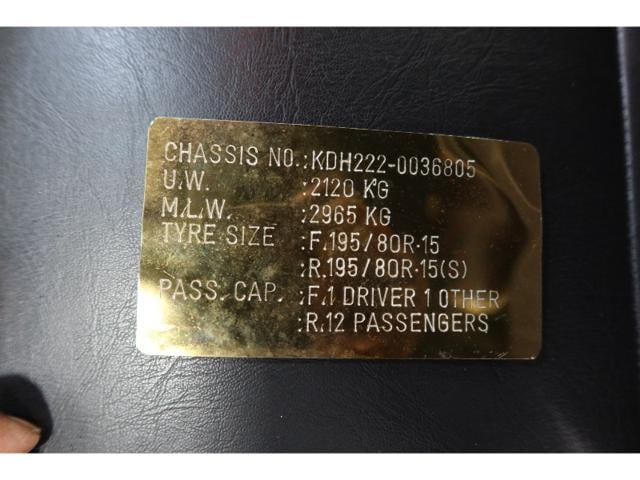 CHASSIS NO.:KDH222-0036805
U.W. :2120 KG
M.L.W. :2965 KG
TYRE SIZE :F.195/80R-15
:R.195/80R-15(S)
PASS. CAP. :F.1 DRIVER 1 OTHER
:R.12 PASSENGERS